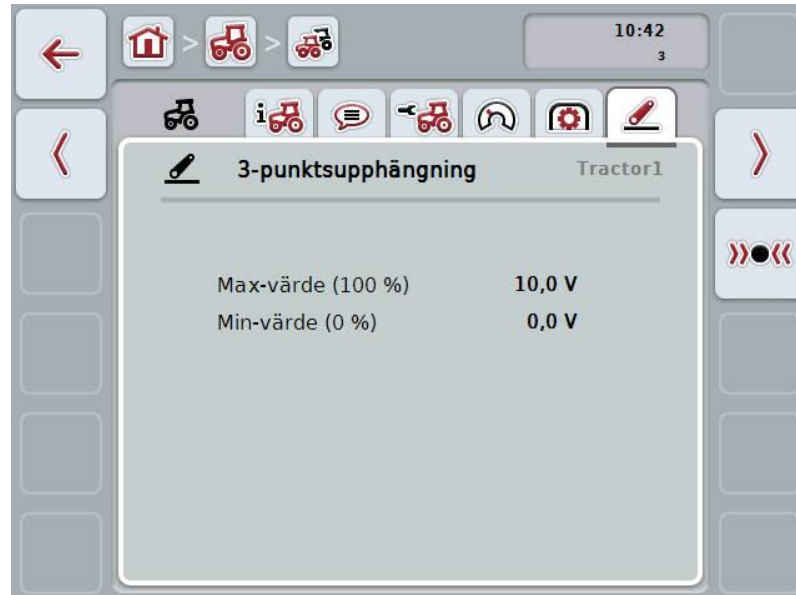 10:42
3
3-punktsupphängning Tractor1
Max-värde (100 %) 10,0 V
Min-värde (0 %) 0,0 V